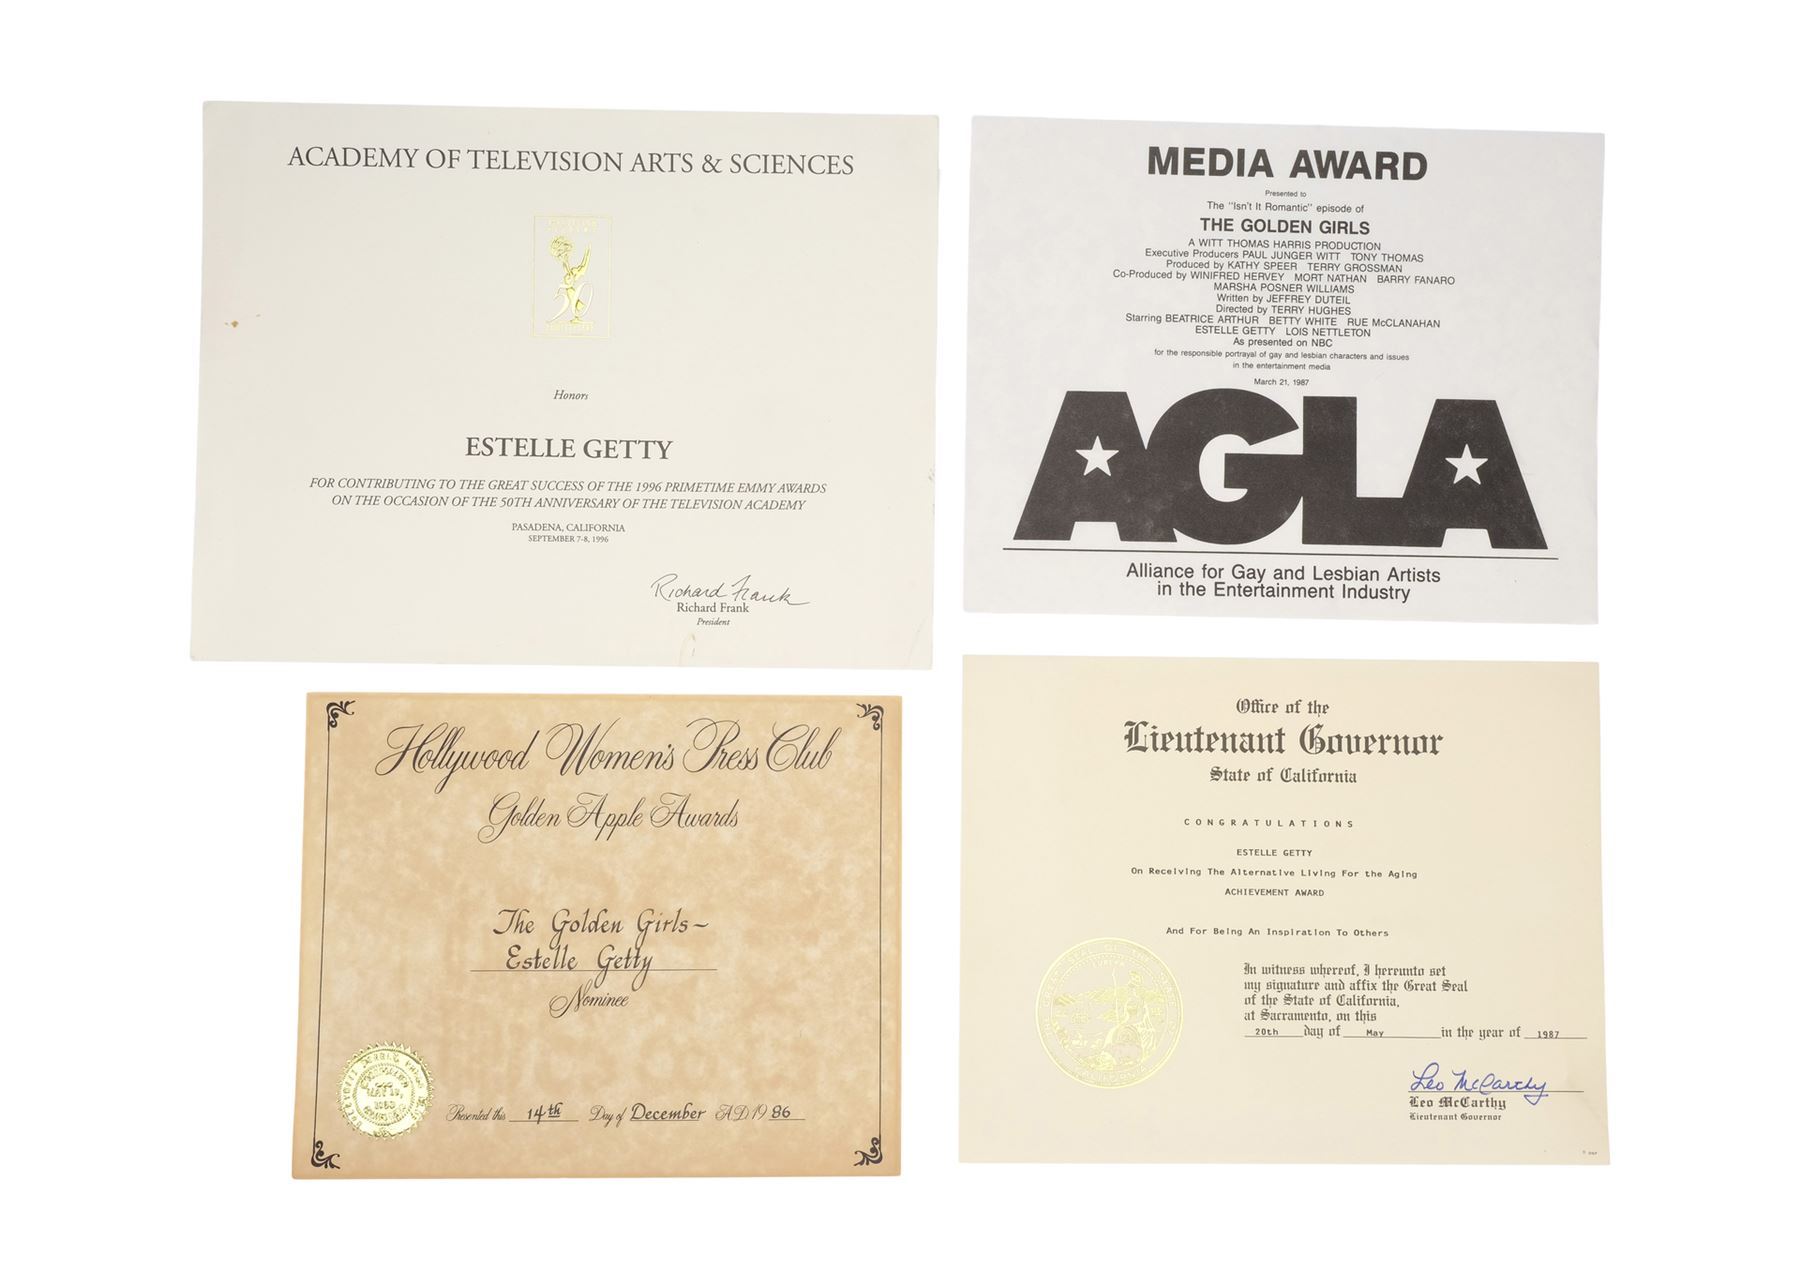 ACADEMY OF TELEVISION ARTS & SCIENCES
50
Honors
ESTELLE GETTY
FOR CONTRIBUTING TO THE GREAT SUCCESS OF THE 1996 PRIMETIME EMMY AWARDS
ON THE OCCASION OF THE 50TH ANNIVERSARY OF THE TELEVISION ACADEMY
PASADENA, CALIFORNIA
SEPTEMBER 7-8, 1996
Richard Frank
Richard Frank
President
MEDIA AWARD
Presented to
The "Isn't It Romantic" episode of
THE GOLDEN GIRLS
A WITT THOMAS HARRIS PRODUCTION
Executive Producers PAUL JUNGER WITT TONY THOMAS
Produced by KATHY SPEER TERRY GROSSMAN
Co-Produced by WINIFRED HERVEY MORT NATHAN BARRY FANARO
MARSHA POSNER WILLIAMS
Written by JEFFREY DUTEIL
Directed by TERRY HUGHES
Starring BEATRICE ARTHUR BETTY WHITE RUE McCLANAHAN
ESTELLE GETTY LOIS NETTLETON
As presented on NBC
for the responsible portrayal of gay and lesbian characters and issues
in the entertainment media
March 21, 1987
AGLA
Alliance for Gay and Lesbian Artists
in the Entertainment Industry
Hollywood Women's Press Club
Golden Apple Awards
The Golden Girls~
Estelle Getty
Nominee
Presented this 14th Day of December A.D. 19 86
Office of the
Lieutenant Governor
State of California
CONGRATULATIONS
ESTELLE GETTY
On Receiving The Alternative Living For the Aging
ACHIEVEMENT AWARD
And For Being An Inspiration To Others
In witness whereof, I hereunto set
my signature and affix the Great Seal
of the State of California,
at Sacramento, on this
20th day of May in the year of 1987
Leo McCarthy
Leo McCarthy
Lieutenant Governor